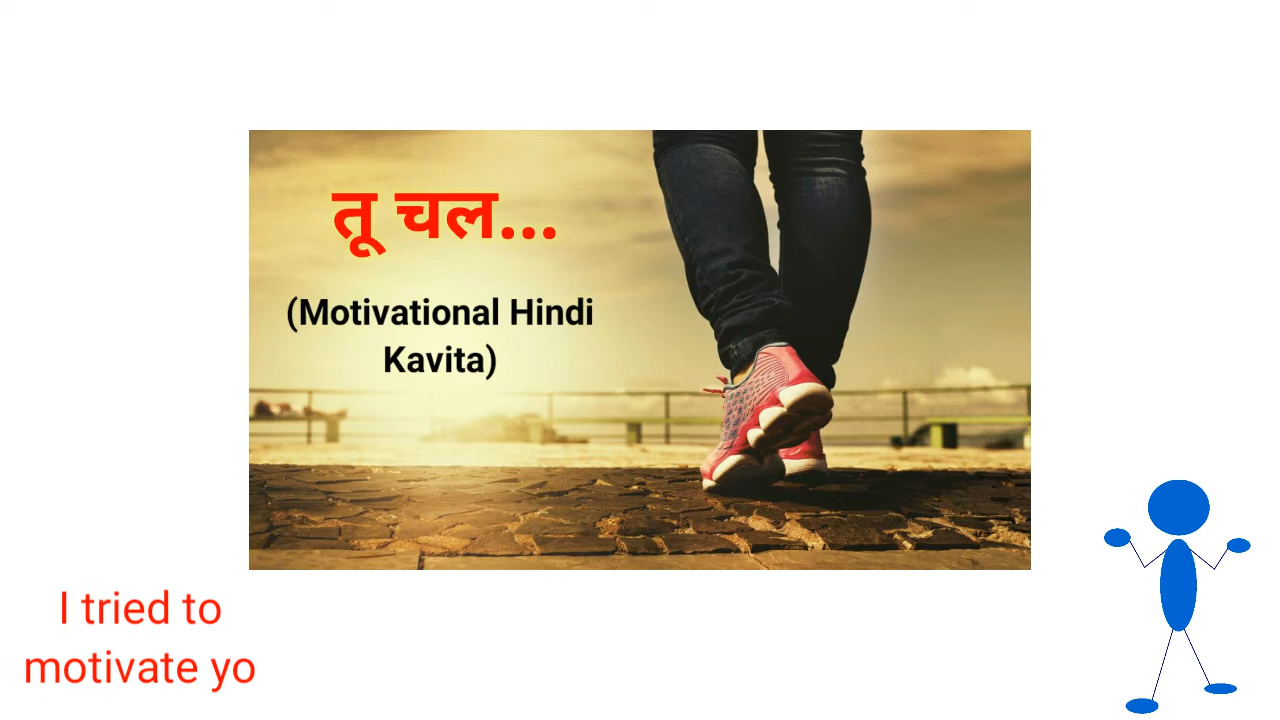 तू चल...
(Motivational Hindi
Kavita)
I tried to
motivate yo